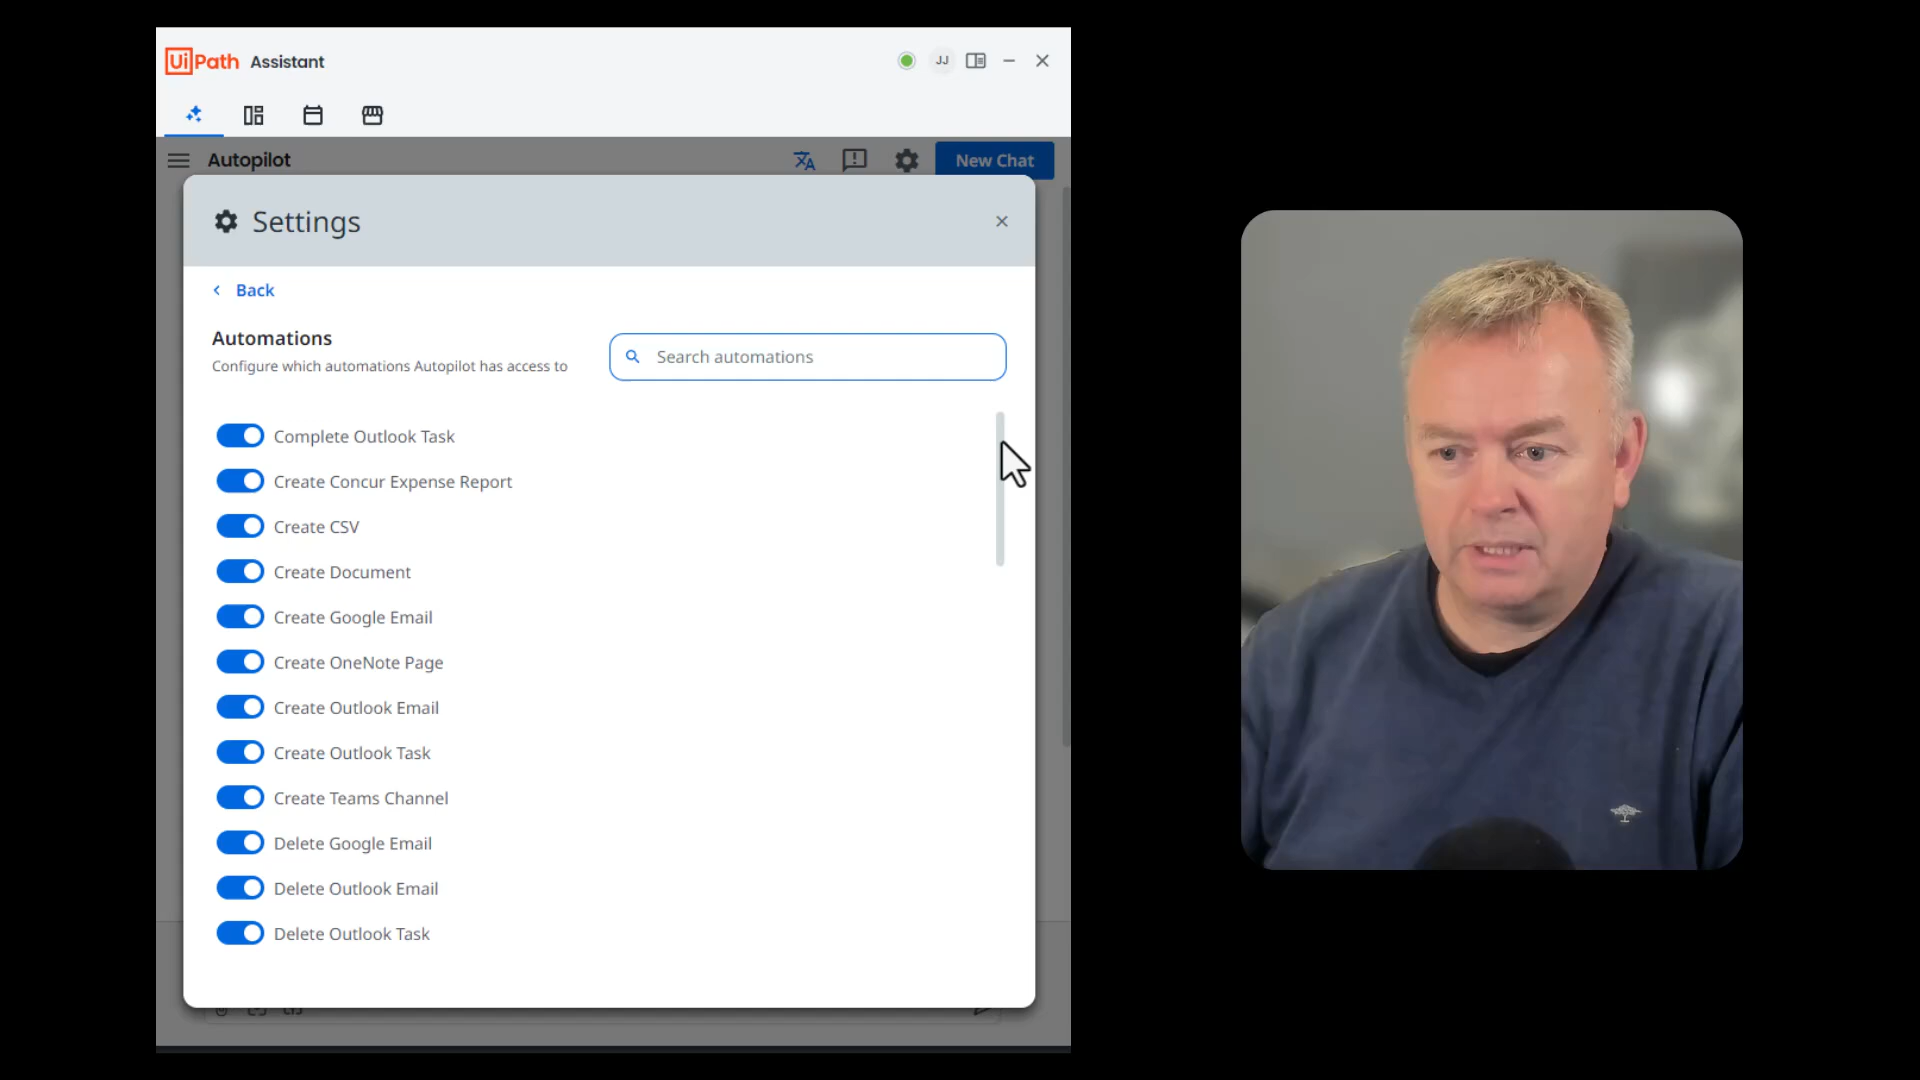 UiPath Assistant
JJ
Autopilot
New Chat
Settings
Back
Automations
Search automations
Configure which automations Autopilot has access to
Complete Outlook Task
Create Concur Expense Report
Create CSV
Create Document
Create Google Email
Create OneNote Page
Create Outlook Email
Create Outlook Task
Create Teams Channel
Delete Google Email
Delete Outlook Email
Delete Outlook Task